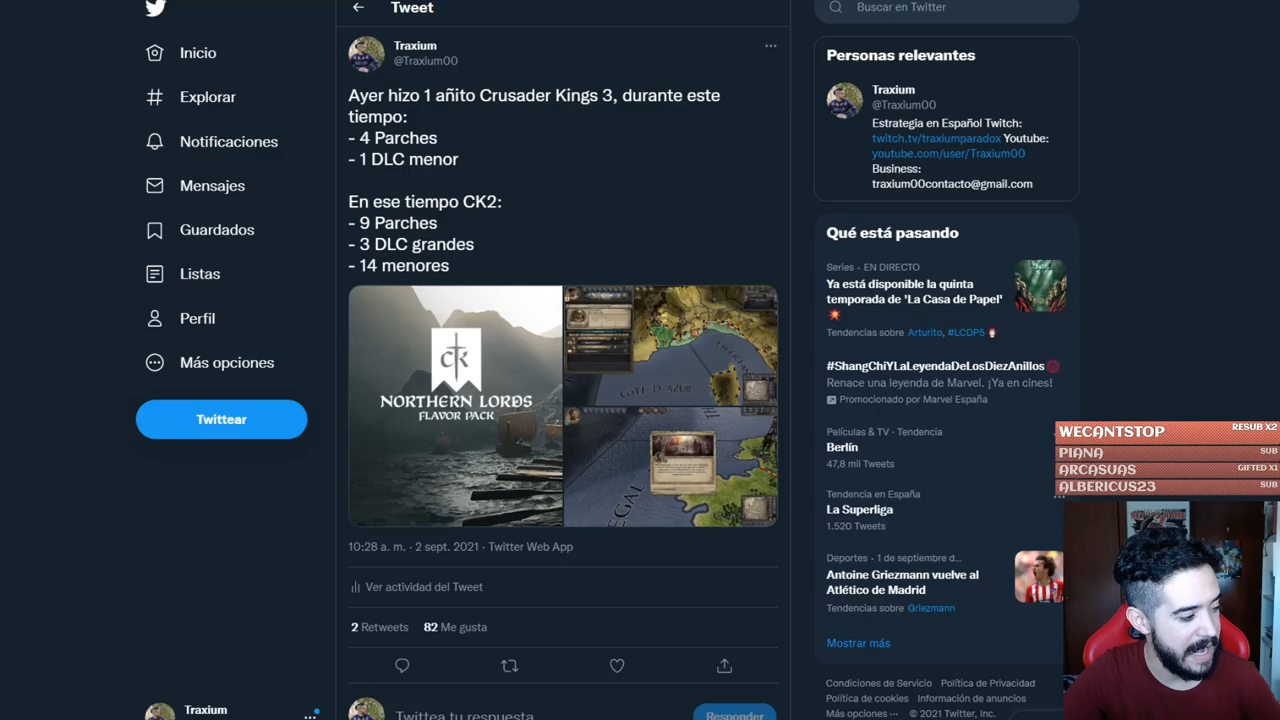 Tweet
Buscar en Twitter
Inicio
Explorar
Notificaciones
Mensajes
Guardados
Listas
Perfil
Más opciones
Twittear
Traxium
Traxium
@Traxium00
Ayer hizo 1 añito Crusader Kings 3, durante este
tiempo:
- 4 Parches
- 1 DLC menor
En ese tiempo CK2:
- 9 Parches
- 3 DLC grandes
- 14 menores
CK
NORTHERN LORDS
FLAVOR PACK
COTE D'AZUR
10:28 a. m. · 2 sept. 2021 · Twitter Web App
Ver actividad del Tweet
2 Retweets 82 Me gusta
Twittea tu respuesta
Responder
Personas relevantes
Traxium
@Traxium00
Estrategia en Español Twitch:
twitch.tv/traxiumparadox Youtube:
youtube.com/user/Traxium00
Business:
traxium00contacto@gmail.com
Qué está pasando
Series · EN DIRECTO
Ya está disponible la quinta
temporada de 'La Casa de Papel'
Tendencias sobre Arturito, #LCDP5
#ShangChiYLaLeyendaDeLosDiezAnillos
Renace una leyenda de Marvel. ¡Ya en cines!
Promocionado por Marvel España
Películas & TV · Tendencia
Berlín
47,8 mil Tweets
Tendencia en España
La Superliga
1.520 Tweets
Deportes · 1 de septiembre d...
Antoine Griezmann vuelve al
Atlético de Madrid
Tendencias sobre Griezmann
Mostrar más
Condiciones de Servicio Política de Privacidad
Política de cookies Información de anuncios
Más opciones ··· © 2021 Twitter, Inc.
WECANTSTOP RESUB X2
PIANA SUB
ARCASUAS GIFTED X1
ALBERICUS23 SUB